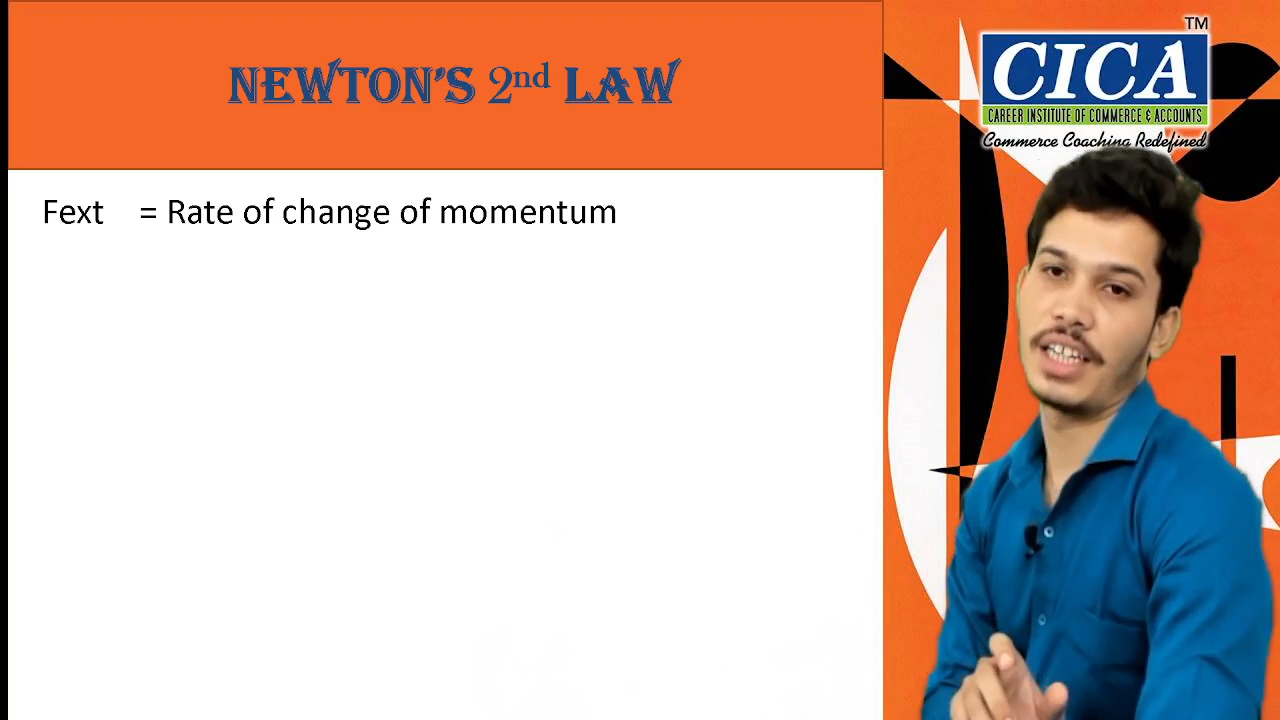 NEWTON'S 2nd LAW
Fext = Rate of change of momentum
TM
CICA
CAREER INSTITUTE OF COMMERCE & ACCOUNTS
Commerce Coaching Redefined